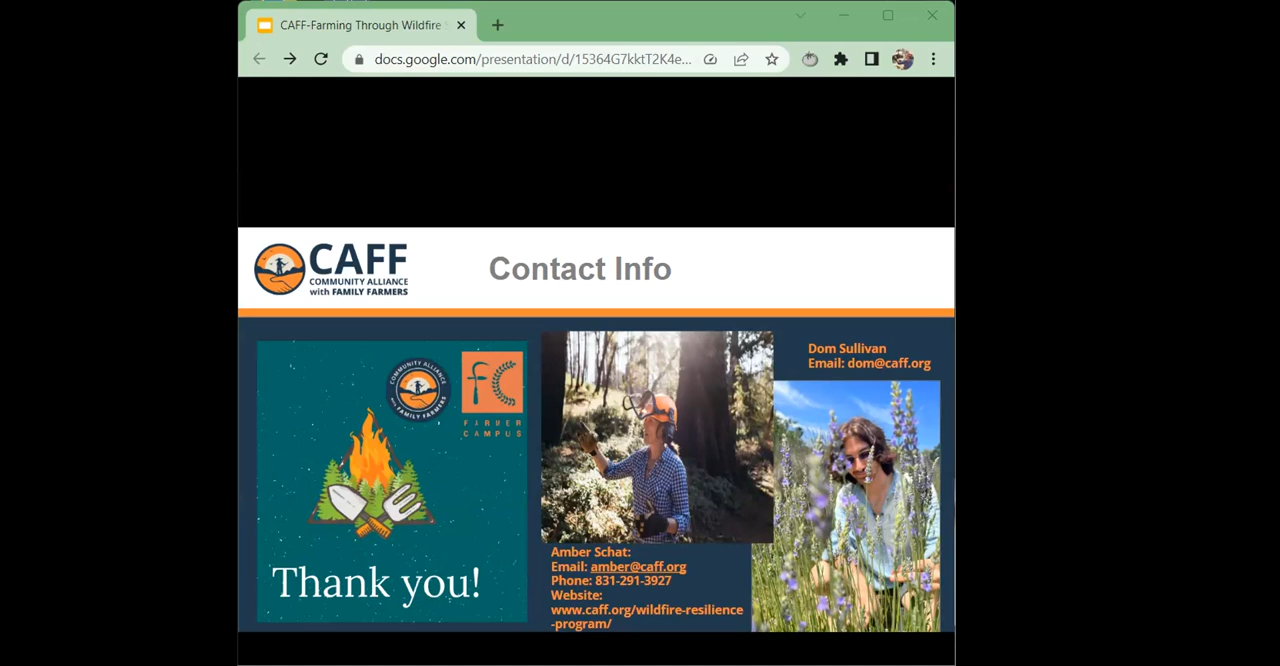 CAFF-Farming Through Wildfire
docs.google.com/presentation/d/15364G7kktT2K4e...
CAFF
COMMUNITY ALLIANCE
with FAMILY FARMERS
Contact Info
COMMUNITY ALLIANCE
with FAMILY FARMERS
fC
FARMER
CAMPUS
Thank you!
Dom Sullivan
Email: dom@caff.org
Amber Schat:
Email: amber@caff.org
Phone: 831-291-3927
Website:
www.caff.org/wildfire-resilience
-program/